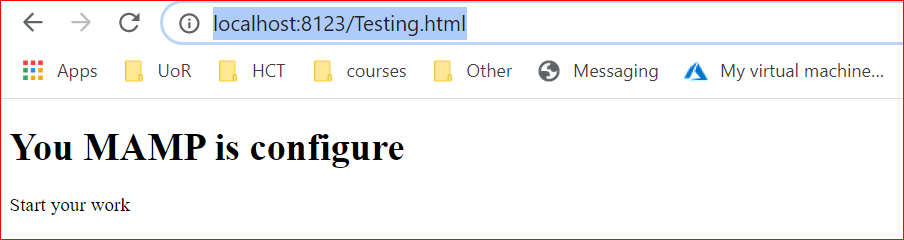 localhost:8123/Testing.html
Apps UoR HCT courses Other Messaging My virtual machine...
You MAMP is configure
Start your work